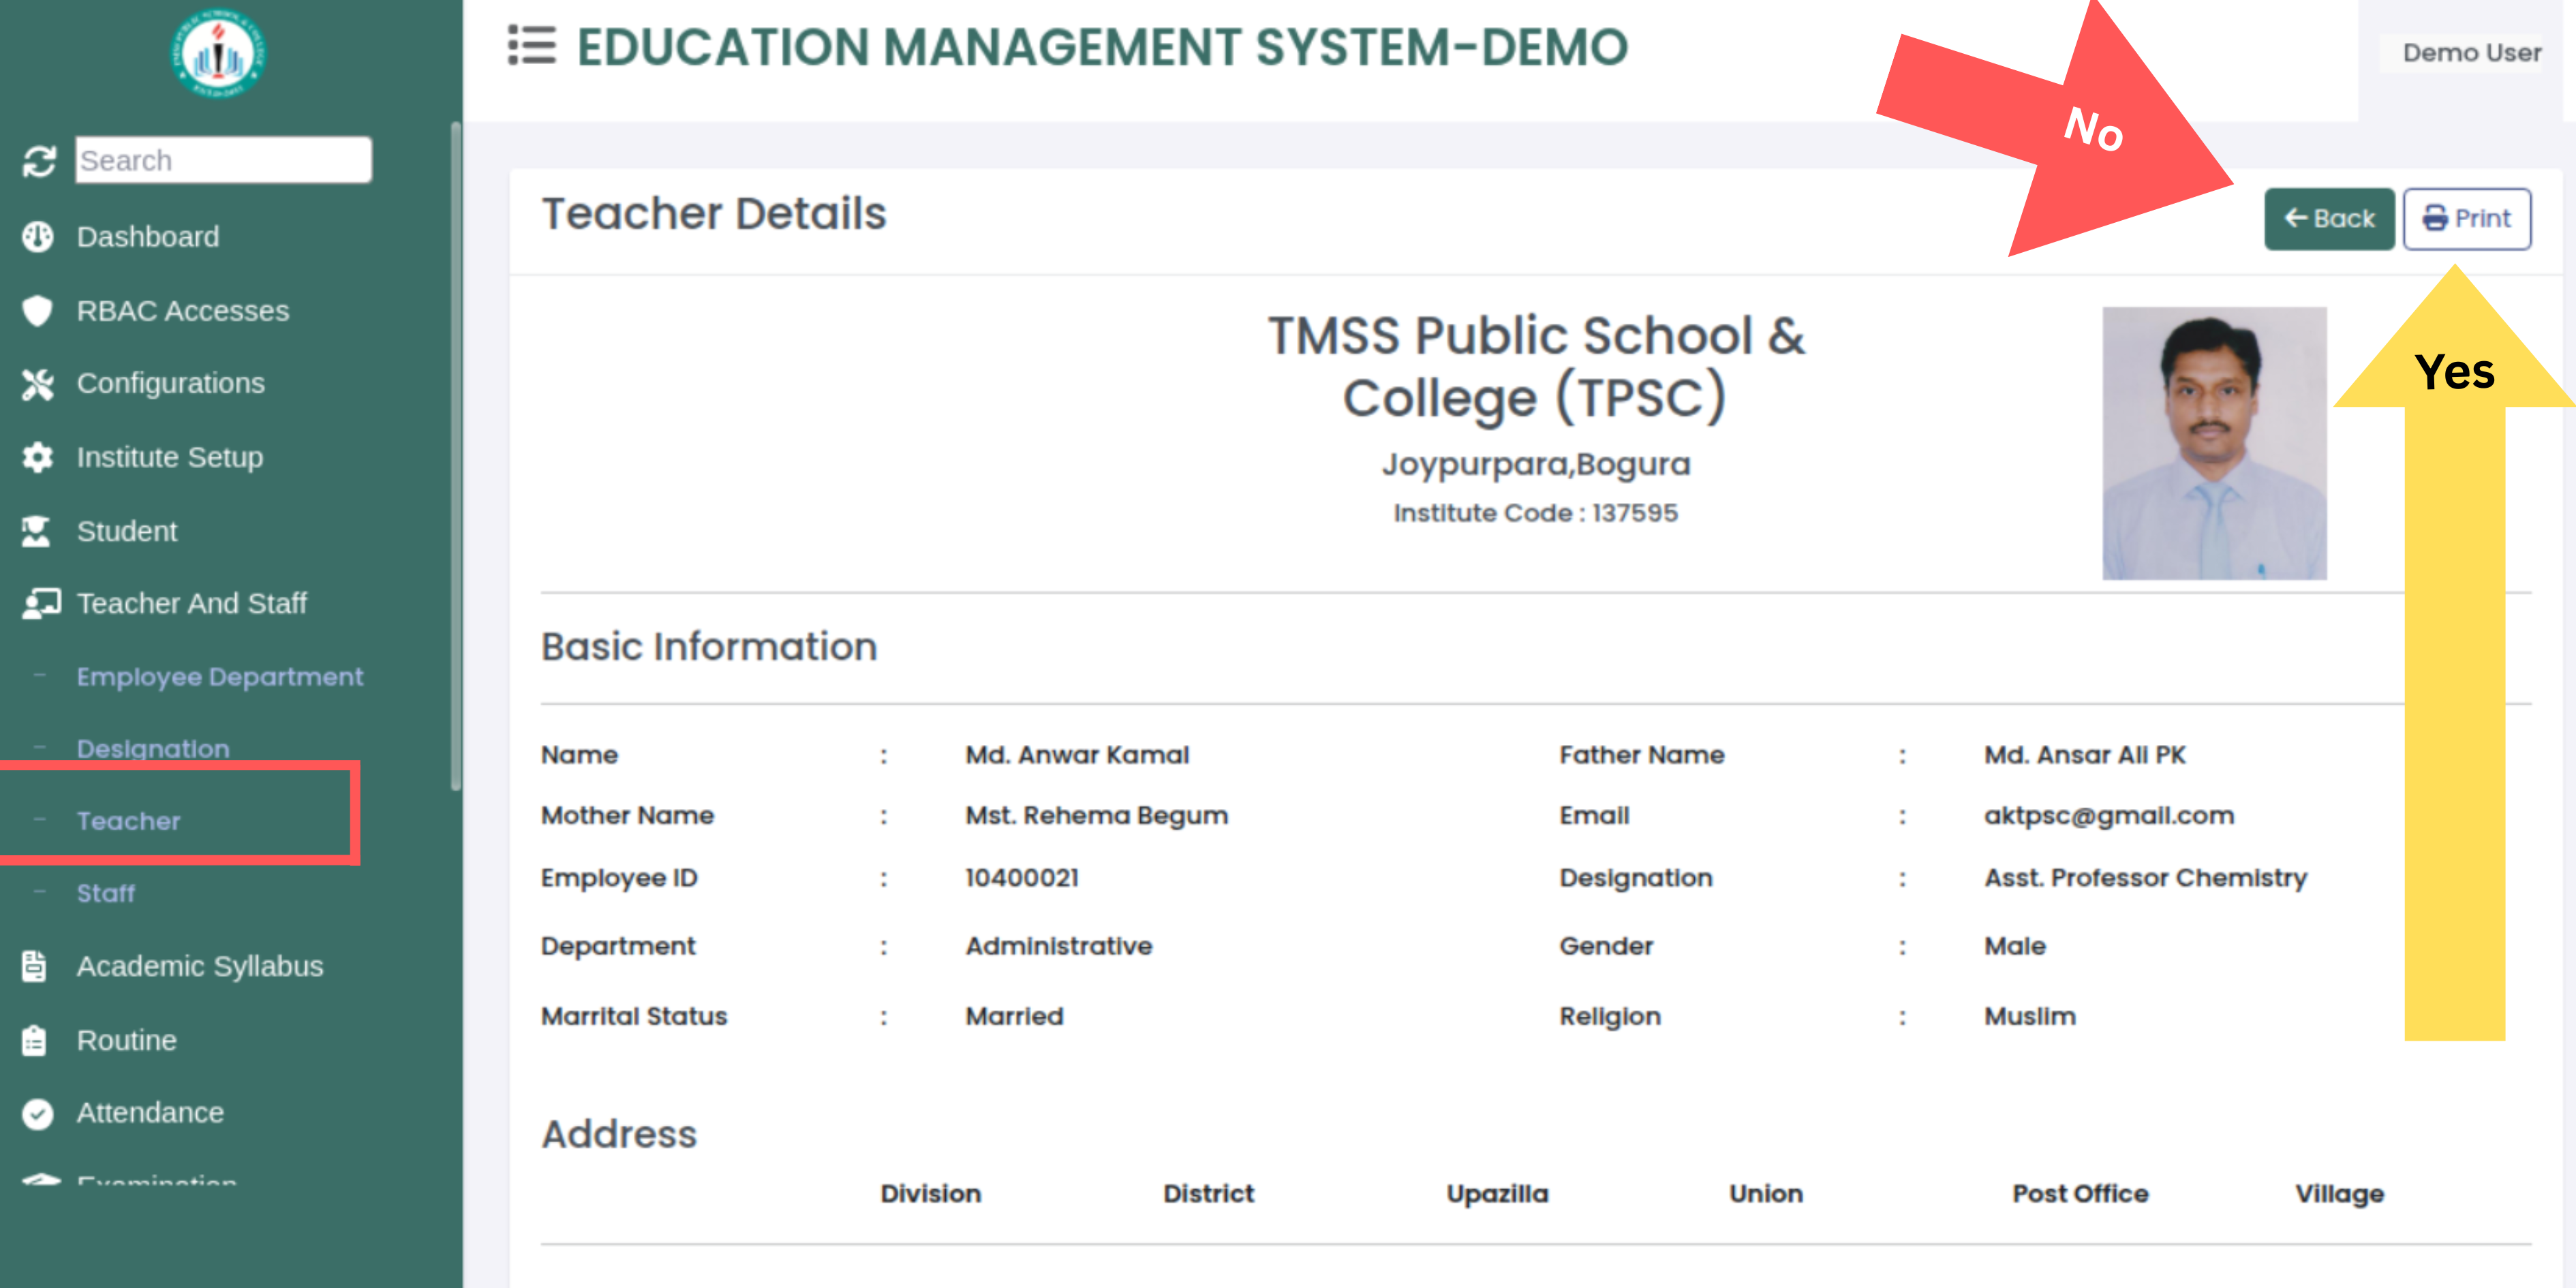 EDUCATION MANAGEMENT SYSTEM-DEMO
Demo User
No
Search
Dashboard
RBAC Accesses
Configurations
Institute Setup
Student
Teacher And Staff
Employee Department
Designation
Teacher
Staff
Academic Syllabus
Routine
Attendance
Examination
Teacher Details
Back
Print
Yes
TMSS Public School &
College (TPSC)
Joypurpara,Bogura
Institute Code : 137595
Basic Information
Name : Md. Anwar Kamal Father Name : Md. Ansar Ali PK
Mother Name : Mst. Rehema Begum Email : aktpsc@gmail.com
Employee ID : 10400021 Designation : Asst. Professor Chemistry
Department : Administrative Gender : Male
Marrital Status : Married Religion : Muslim
Address
Division District Upazilla Union Post Office Village